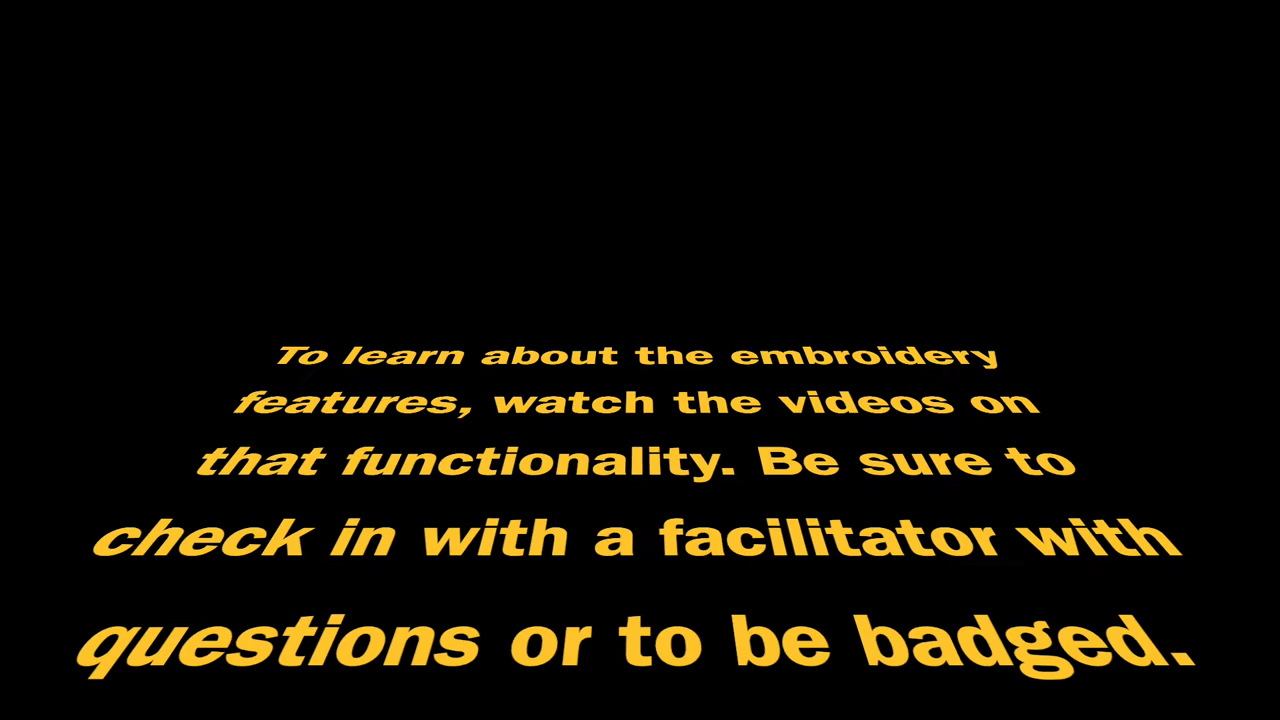 To learn about the embroidery
features, watch the videos on
that functionality. Be sure to
check in with a facilitator with
questions or to be badged.